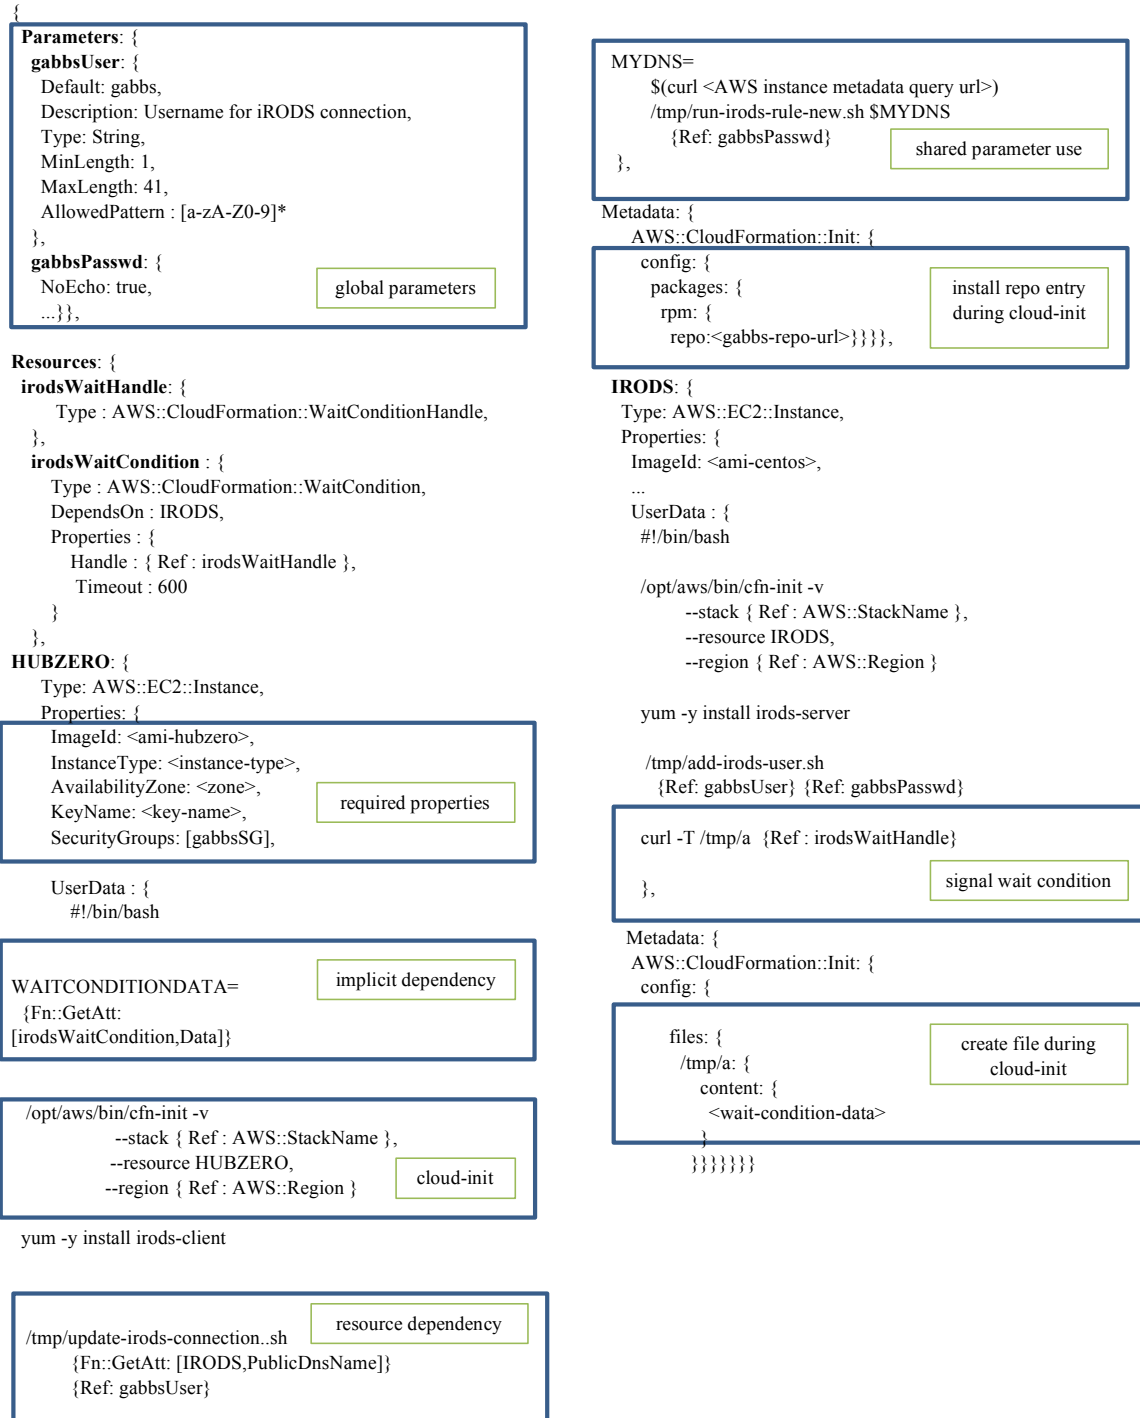 {
Parameters: {
gabbsUser: {
Default: gabbs,
Description: Username for iRODS connection,
Type: String,
MinLength: 1,
MaxLength: 41,
AllowedPattern : [a-zA-Z0-9]*
},
gabbsPasswd: {
NoEcho: true,
...}},
global parameters
Resources: {
irodsWaitHandle: {
Type : AWS::CloudFormation::WaitConditionHandle,
},
irodsWaitCondition : {
Type : AWS::CloudFormation::WaitCondition,
DependsOn : IRODS,
Properties : {
Handle : { Ref : irodsWaitHandle },
Timeout : 600
}
},
HUBZERO: {
Type: AWS::EC2::Instance,
Properties: {
ImageId: <ami-hubzero>,
InstanceType: <instance-type>,
AvailabilityZone: <zone>,
KeyName: <key-name>,
SecurityGroups: [gabbsSG],
required properties
UserData : {
#!/bin/bash
implicit dependency
WAITCONDITIONDATA=
{Fn::GetAtt:
[irodsWaitCondition,Data]}
/opt/aws/bin/cfn-init -v
--stack { Ref : AWS::StackName },
--resource HUBZERO,
--region { Ref : AWS::Region }
cloud-init
yum -y install irods-client
resource dependency
/tmp/update-irods-connection..sh
{Fn::GetAtt: [IRODS,PublicDnsName]}
{Ref: gabbsUser}
MYDNS=
$(curl <AWS instance metadata query url>)
/tmp/run-irods-rule-new.sh $MYDNS
{Ref: gabbsPasswd}
},
shared parameter use
Metadata: {
AWS::CloudFormation::Init: {
config: {
packages: {
rpm: {
repo:<gabbs-repo-url>}}}},
install repo entry
during cloud-init
IRODS: {
Type: AWS::EC2::Instance,
Properties: {
ImageId: <ami-centos>,
...
UserData : {
#!/bin/bash
/opt/aws/bin/cfn-init -v
--stack { Ref : AWS::StackName },
--resource IRODS,
--region { Ref : AWS::Region }
yum -y install irods-server
/tmp/add-irods-user.sh
{Ref: gabbsUser} {Ref: gabbsPasswd}
curl -T /tmp/a {Ref : irodsWaitHandle}
},
signal wait condition
Metadata: {
AWS::CloudFormation::Init: {
config: {
files: {
/tmp/a: {
content: {
<wait-condition-data>
}
create file during
cloud-init
}}}}}}}